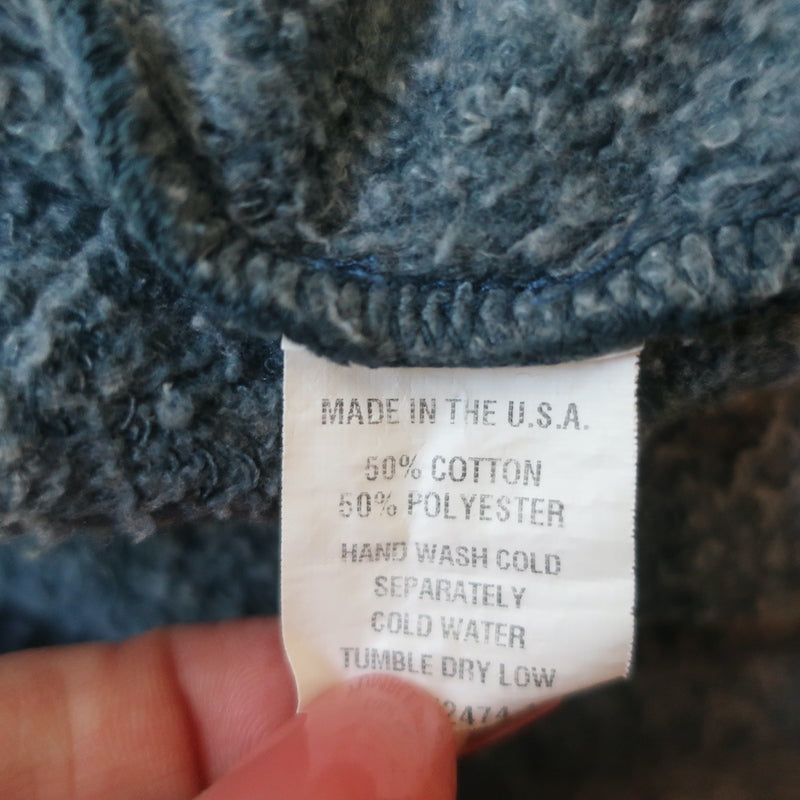 MADE IN THE U.S.A.
50% COTTON
50% POLYESTER
HAND WASH COLD
SEPARATELY
COLD WATER
TUMBLE DRY LOW